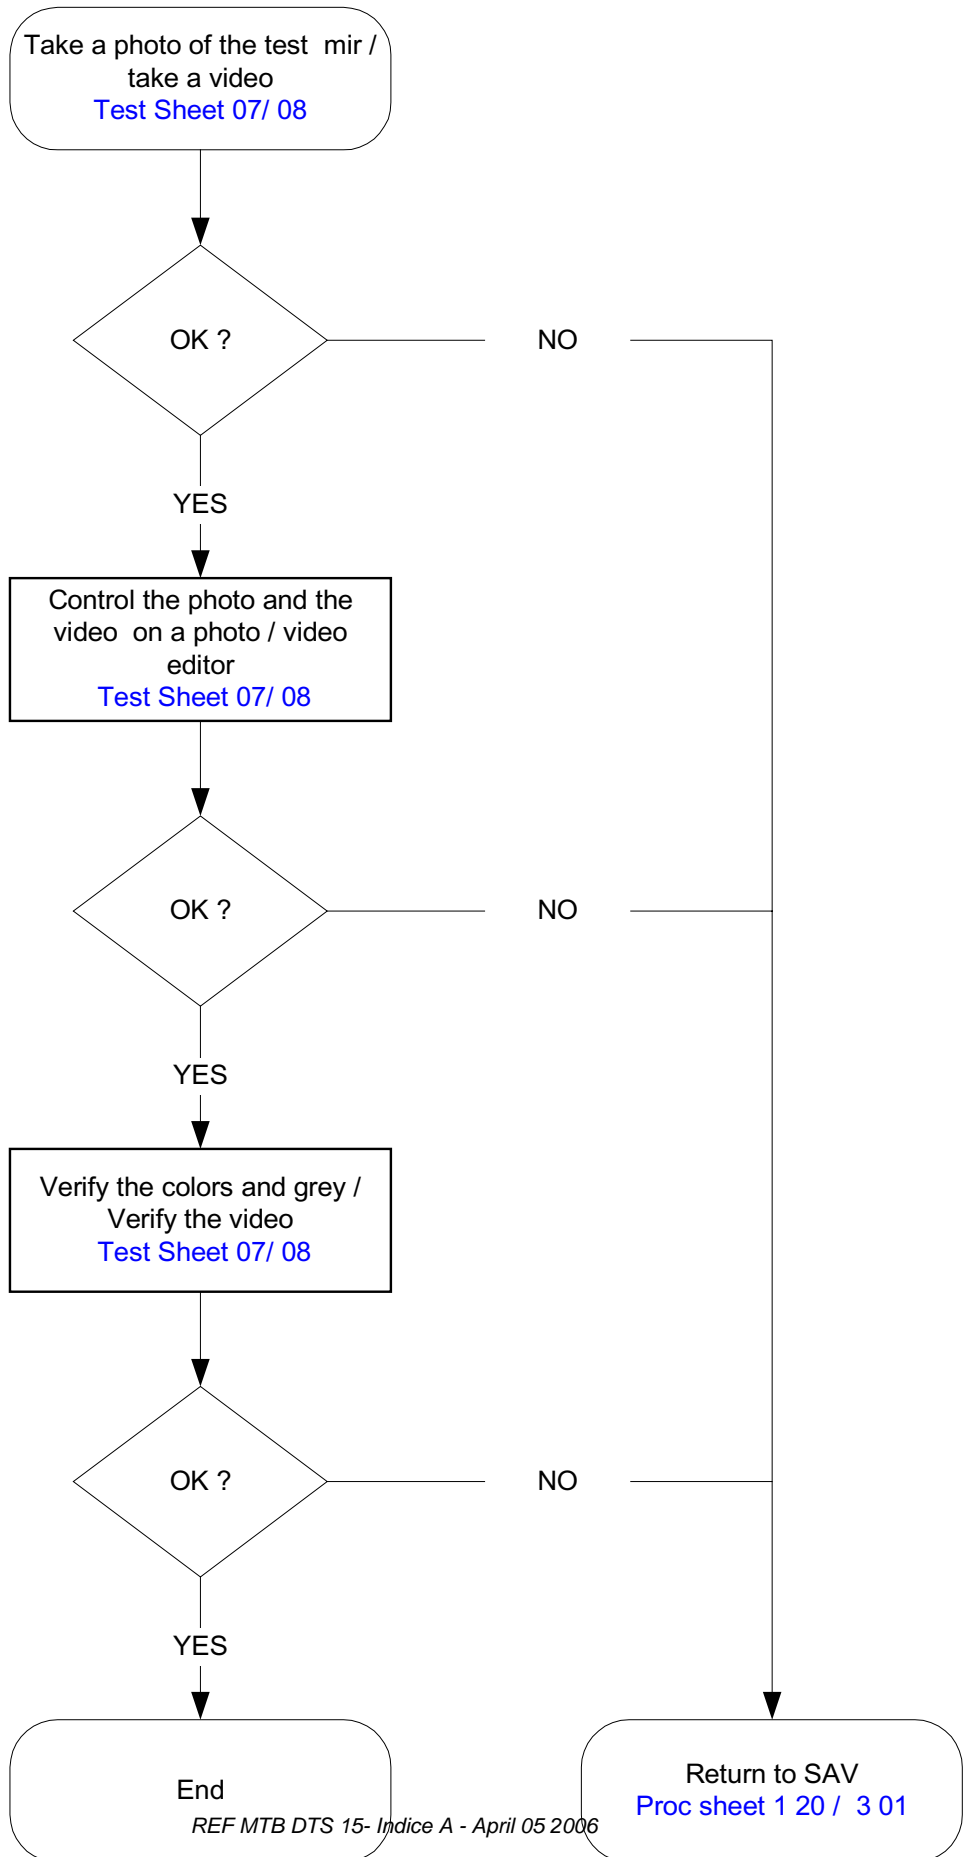 Take a photo of the test  mir /
take a video
Test Sheet 07/ 08
OK ?
NO
YES
Control the photo and the
video  on a photo / video
editor
Test Sheet 07/ 08
OK ?
NO
YES
Verify the colors and grey /
Verify the video
Test Sheet 07/ 08
OK ?
NO
YES
End
Return to SAV
Proc sheet 1 20 /  3 01
REF MTB DTS 15- Indice A - April 05 2006